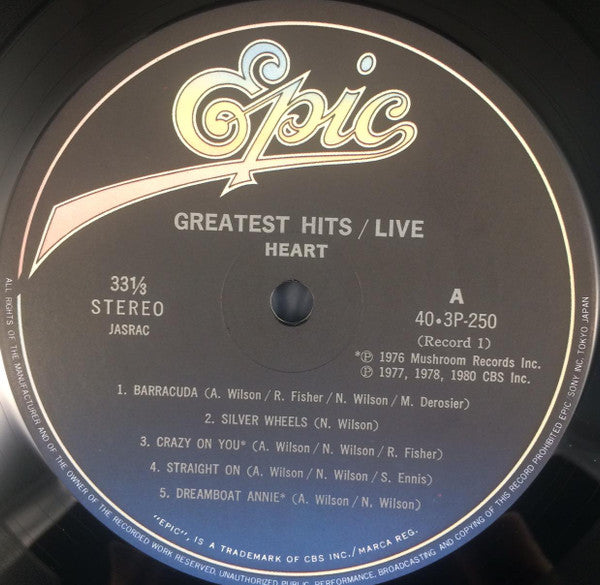 Epic
GREATEST HITS / LIVE
HEART
33⅓
STEREO
JASRAC
A
40•3P-250
(Record 1)
*Ⓟ 1976 Mushroom Records Inc.
Ⓟ 1977, 1978, 1980 CBS Inc.
1. BARRACUDA (A. Wilson / R. Fisher / N. Wilson / M. Derosier)
2. SILVER WHEELS (N. Wilson)
3. CRAZY ON YOU* (A. Wilson / N. Wilson / R. Fisher)
4. STRAIGHT ON (A. Wilson / N. Wilson / S. Ennis)
5. DREAMBOAT ANNIE* (A. Wilson / N. Wilson)
"EPIC", IS A TRADEMARK OF CBS INC./MARCA REG.
ALL RIGHTS OF THE MANUFACTURER AND OF THE OWNER OF THE RECORDED WORK RESERVED. UNAUTHORIZED PUBLIC PERFORMANCE, BROADCASTING AND COPYING OF THIS RECORD PROHIBITED EPIC SONY INC. TOKYO JAPAN